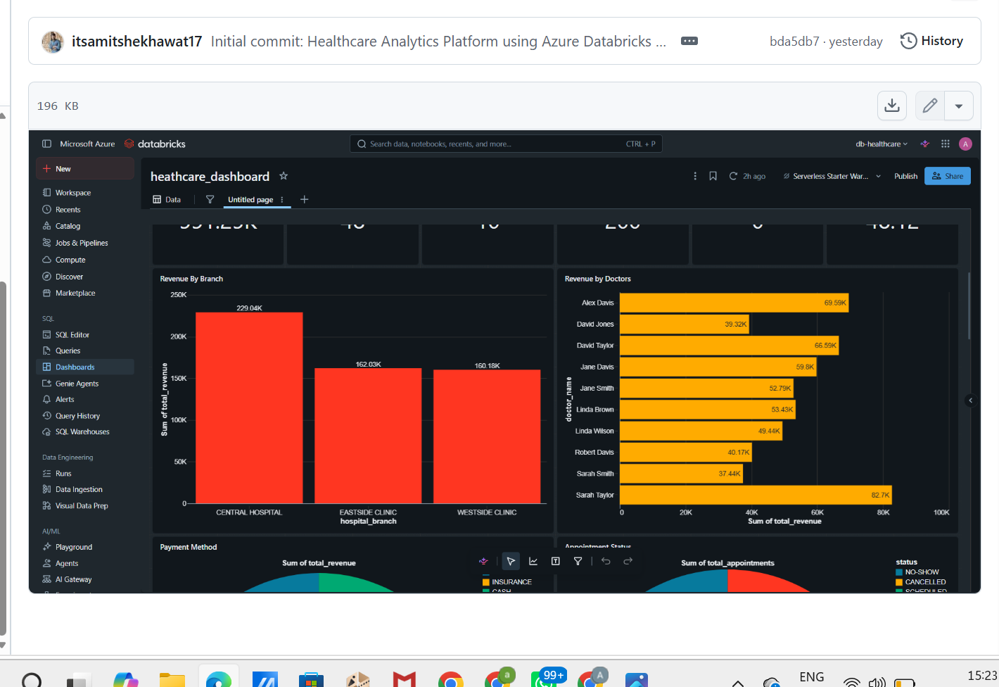 itsamitshekhawat17 Initial commit: Healthcare Analytics Platform using Azure Databricks ... bda5db7 · yesterday History
196 KB
Microsoft Azure databricks Search data, notebooks, recents, and more... CTRL + P db-healthcare A
New
Workspace
Recents
Catalog
Jobs & Pipelines
Compute
Discover
Marketplace
SQL
SQL Editor
Queries
Dashboards
Genie Agents
Alerts
Query History
SQL Warehouses
Data Engineering
Runs
Data Ingestion
Visual Data Prep
AI/ML
Playground
Agents
AI Gateway
heathcare_dashboard 2h ago Serverless Starter War... Publish Share
Data Untitled page
Revenue By Branch
250K
200K
150K
100K
50K
0
Sum of total_revenue
229.04K
162.03K
160.18K
CENTRAL HOSPITAL EASTSIDE CLINIC WESTSIDE CLINIC
hospital_branch
Revenue by Doctors
doctor_name
Alex Davis 69.59K
David Jones 39.32K
David Taylor 66.59K
Jane Davis 59.8K
Jane Smith 52.79K
Linda Brown 53.43K
Linda Wilson 49.44K
Robert Davis 40.17K
Sarah Smith 37.44K
Sarah Taylor 82.7K
0 20K 40K 60K 80K 100K
Sum of total_revenue
Payment Method
Sum of total_revenue
INSURANCE
CASH
Appointment Status
Sum of total_appointments
status
NO-SHOW
CANCELLED
SCHEDULED
a 99+ A ENG 15:23